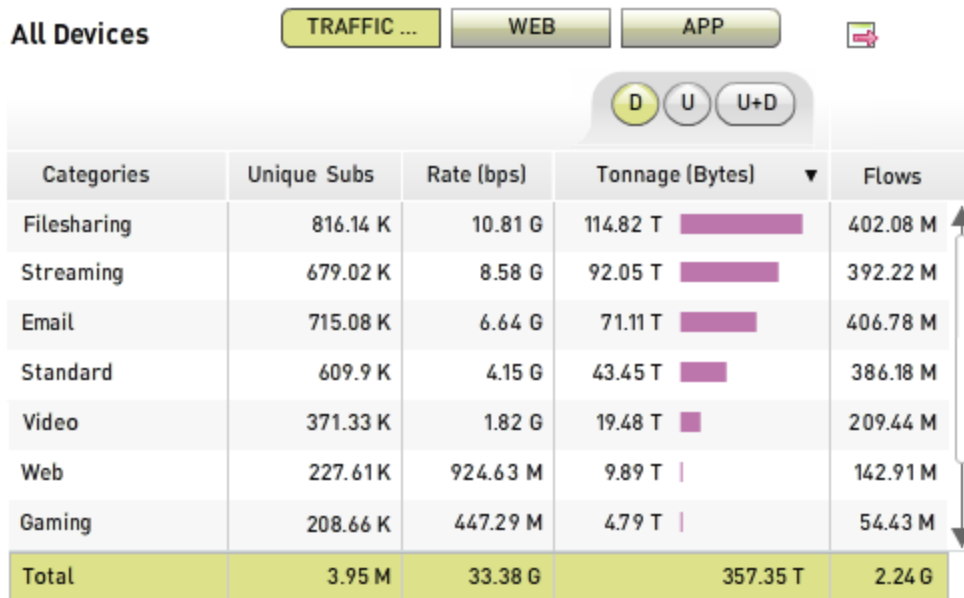 All Devices TRAFFIC ... WEB APP
D U U+D
Categories Unique Subs Rate (bps) Tonnage (Bytes) ▼ Flows
Filesharing 816.14 K 10.81 G 114.82 T 402.08 M
Streaming 679.02 K 8.58 G 92.05 T 392.22 M
Email 715.08 K 6.64 G 71.11 T 406.78 M
Standard 609.9 K 4.15 G 43.45 T 386.18 M
Video 371.33 K 1.82 G 19.48 T 209.44 M
Web 227.61 K 924.63 M 9.89 T 142.91 M
Gaming 208.66 K 447.29 M 4.79 T 54.43 M
Total 3.95 M 33.38 G 357.35 T 2.24 G